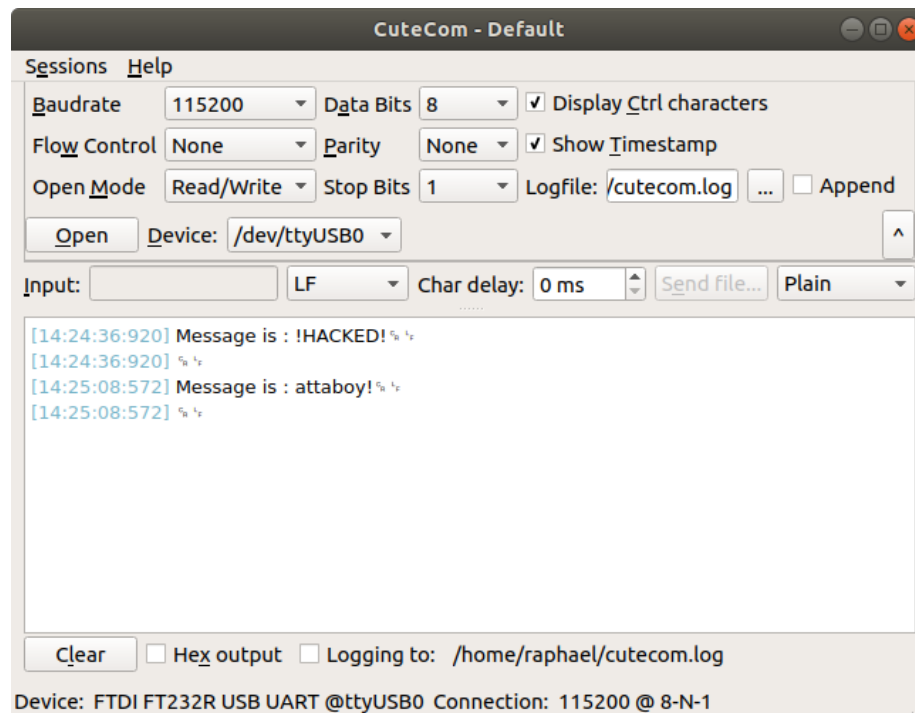 CuteCom - Default
Sessions Help
Baudrate 115200 Data Bits 8 Display Ctrl characters
Flow Control None Parity None Show Timestamp
Open Mode Read/Write Stop Bits 1 Logfile: /cutecom.log ... Append
Open Device: /dev/ttyUSB0 ^
Input: LF Char delay: 0 ms Send file... Plain
[14:24:36:920] Message is : !HACKED!␍␊
[14:24:36:920] ␍␊
[14:25:08:572] Message is : attaboy!␍␊
[14:25:08:572] ␍␊
Clear Hex output Logging to: /home/raphael/cutecom.log
Device: FTDI FT232R USB UART @ttyUSB0 Connection: 115200 @ 8-N-1